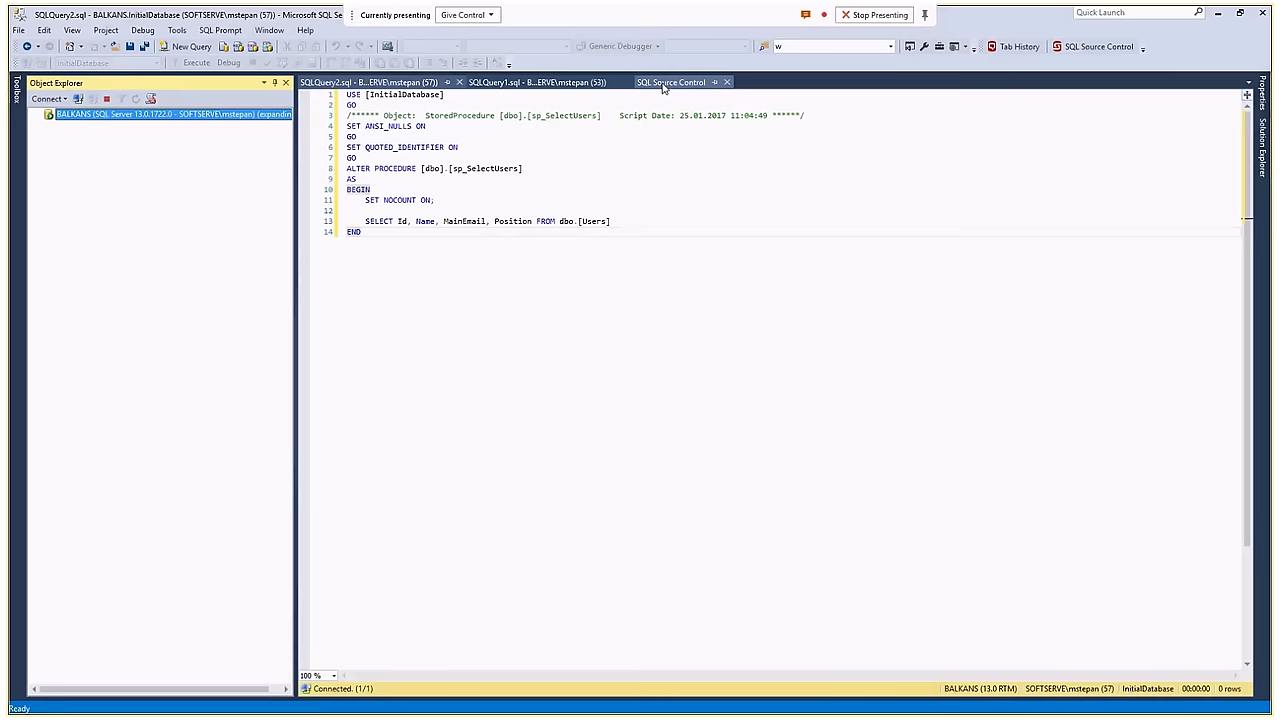 SQLQuery2.sql - BALKANS.InitialDatabase (SOFTSERVE\mstepan (57)) - Microsoft SQL Se
Currently presenting
Give Control
Stop Presenting
Quick Launch
File Edit View Project Debug Tools SQL Prompt Window Help
New Query
Generic Debugger
w
Tab History
SQL Source Control
InitialDatabase
Execute
Debug
Object Explorer
SQLQuery2.sql - B...ERVE\mstepan (57))
SQLQuery1.sql - B...ERVE\mstepan (53))
SQL Source Control
Toolbox
Properties
Solution Explorer
Connect
BALKANS (SQL Server 13.0.1722.0 - SOFTSERVE\mstepan) (expandin
1 USE [InitialDatabase]
2 GO
3 /****** Object:  StoredProcedure [dbo].[sp_SelectUsers]    Script Date: 25.01.2017 11:04:49 ******/
4 SET ANSI_NULLS ON
5 GO
6 SET QUOTED_IDENTIFIER ON
7 GO
8 ALTER PROCEDURE [dbo].[sp_SelectUsers]
9 AS
10 BEGIN
11 SET NOCOUNT ON;
12
13 SELECT Id, Name, MainEmail, Position FROM dbo.[Users]
14 END
100 %
Connected. (1/1)
BALKANS (13.0 RTM)
SOFTSERVE\mstepan (57)
InitialDatabase
00:00:00
0 rows
Ready